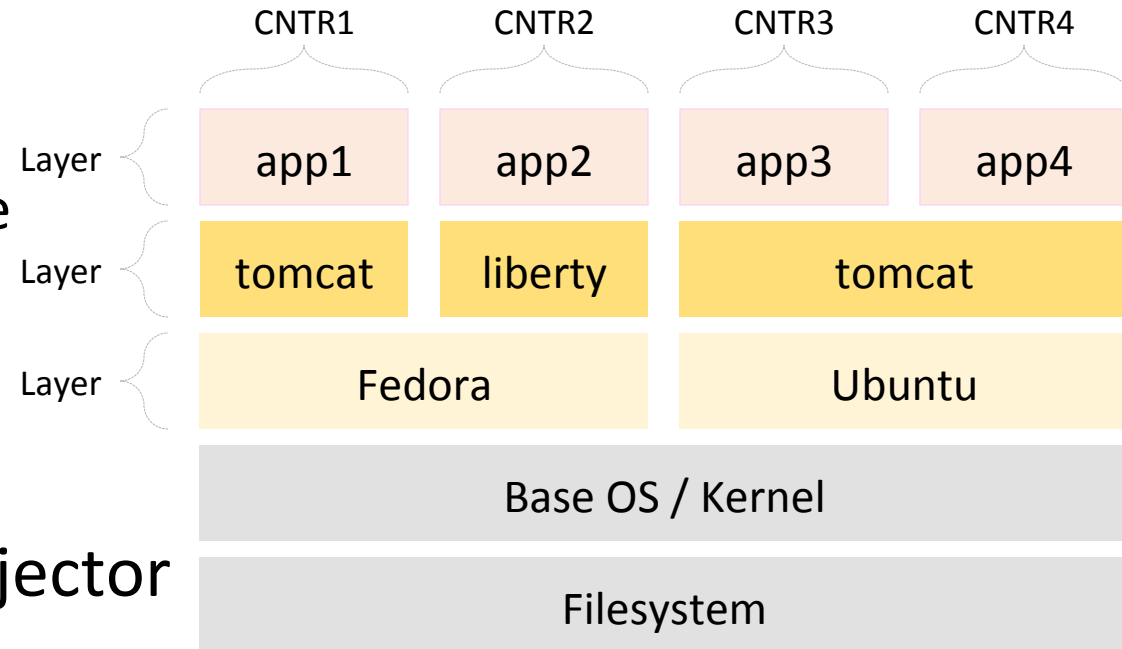 CNTR1 CNTR2 CNTR3 CNTR4
Layer app1 app2 app3 app4
e
Layer tomcat liberty tomcat
Layer Fedora Ubuntu
Base OS / Kernel
jector
Filesystem